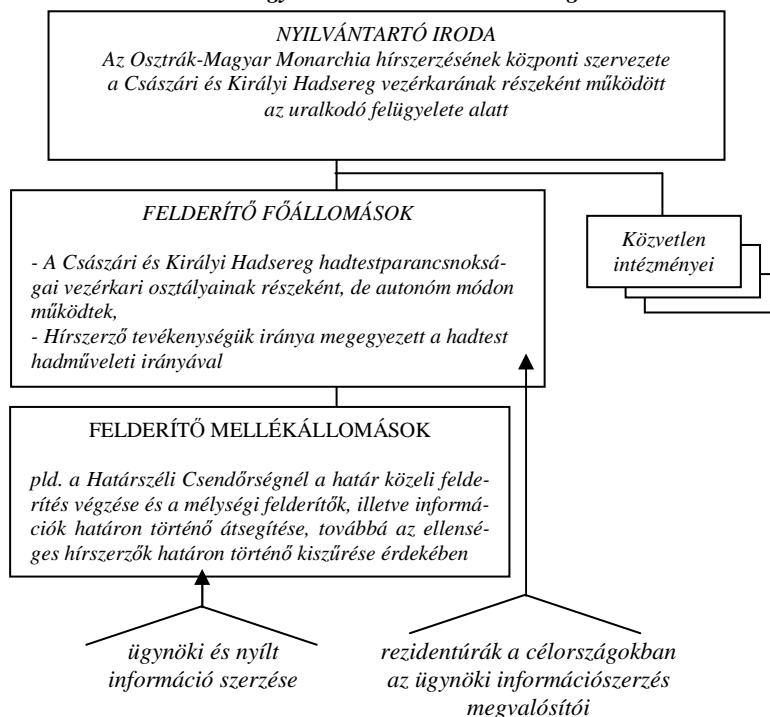 NYILVÁNTARTÓ IRODA
Az Osztrák-Magyar Monarchia hírszerzésének központi szervezete
a Császári és Királyi Hadsereg vezérkarának részeként működött
az uralkodó felügyelete alatt
FELDERÍTŐ FŐÁLLOMÁSOK
- A Császári és Királyi Hadsereg hadtestparancsnoksá-
gai vezérkari osztályainak részeként, de autonóm módon
működtek,
- Hírszerző tevékenységük iránya megegyezett a hadtest
hadműveleti irányával
Közvetlen
intézményei
FELDERÍTŐ MELLÉKÁLLOMÁSOK
pld. a Határszéli Csendőrségnél a határ közeli felde-
rítés végzése és a mélységi felderítők, illetve informá-
ciók határon történő átsegítése, továbbá az ellensé-
ges hírszerzők határon történő kiszűrése érdekében
ügynöki és nyílt
információ szerzése
rezidentúrák a célországokban
az ügynöki információszerzés
megvalósítói